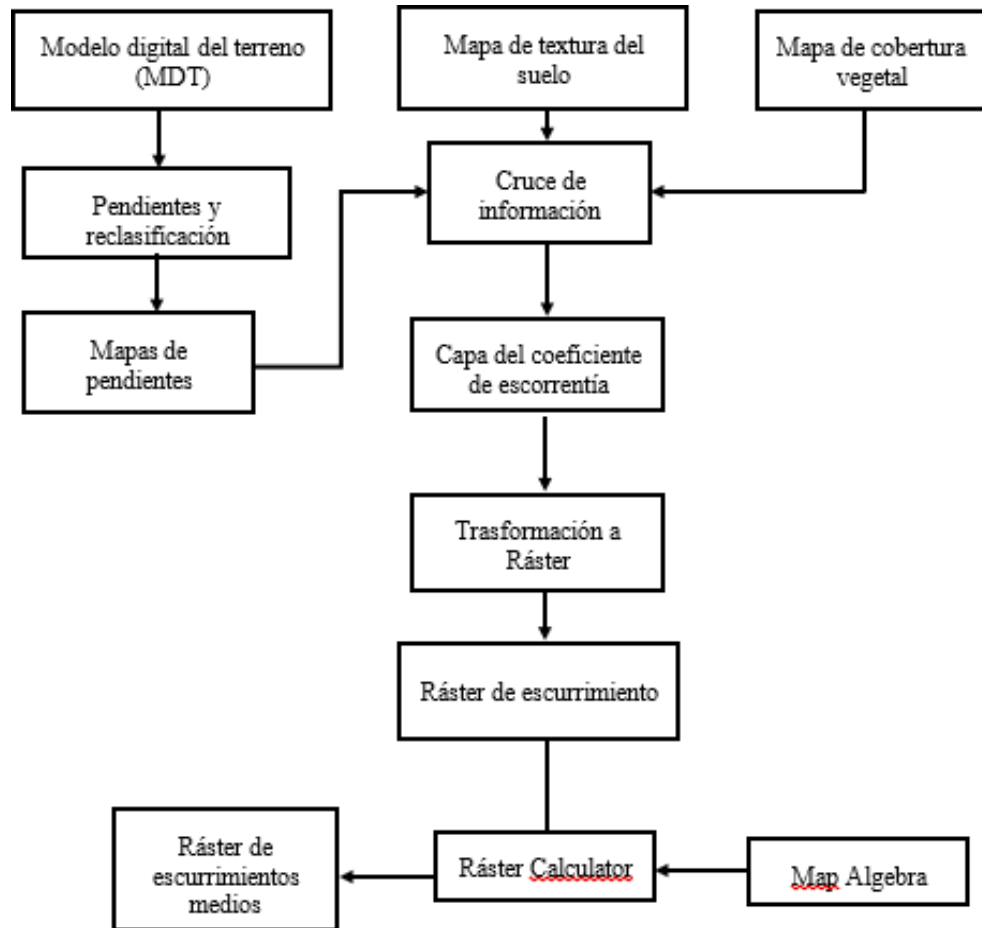 Modelo digital del terreno
(MDT)
Mapa de textura del
suelo
Mapa de cobertura
vegetal
Pendientes y
reclasificación
Cruce de
información
Mapas de
pendientes
Capa del coeficiente
de escorrentía
Trasformación a
Ráster
Ráster de escurrimiento
Ráster de
escurrimientos
medios
Ráster Calculator
Map Algebra